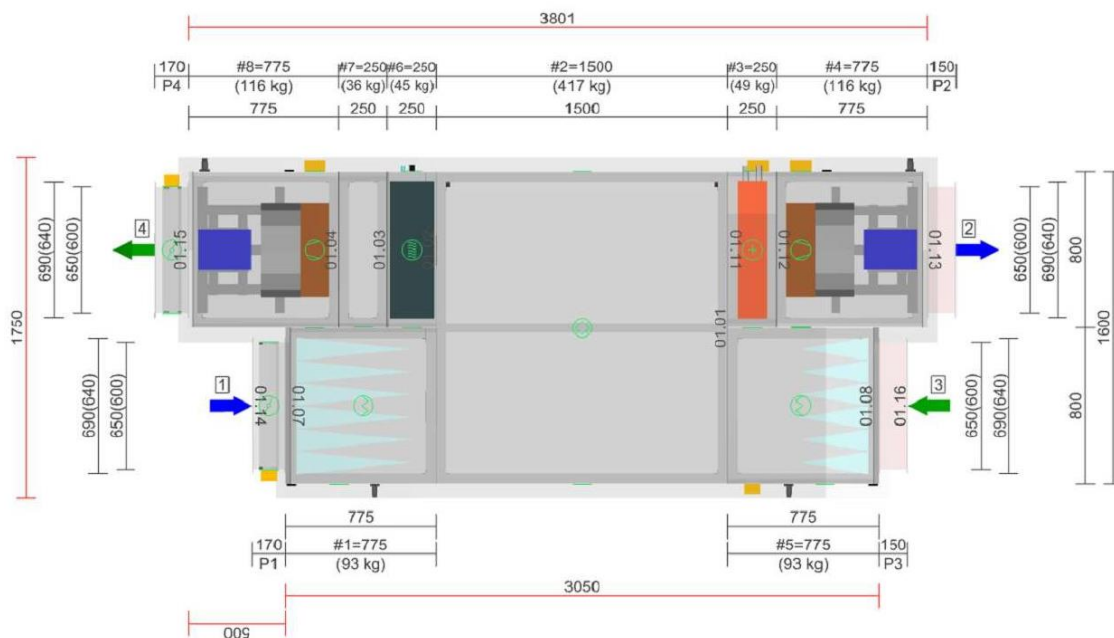 3801
170 #8=775 #7=250 #6=250 #2=1500 #3=250 #4=775 150
P4 (116 kg) (36 kg) (45 kg) (417 kg) (49 kg) (116 kg) P2
775 250 250 1500 250 775
4 01.15 01.04 01.03 01.11 01.12 01.13 2
690(640) 650(600) 650(600) 690(640) 800
1750 01.01 1600
1 01.14 01.07 01.08 01.16 3
690(640) 650(600) 650(600) 690(640) 800
775 775
170 #1=775 #5=775 150
P1 (93 kg) (93 kg) P3
3050
500